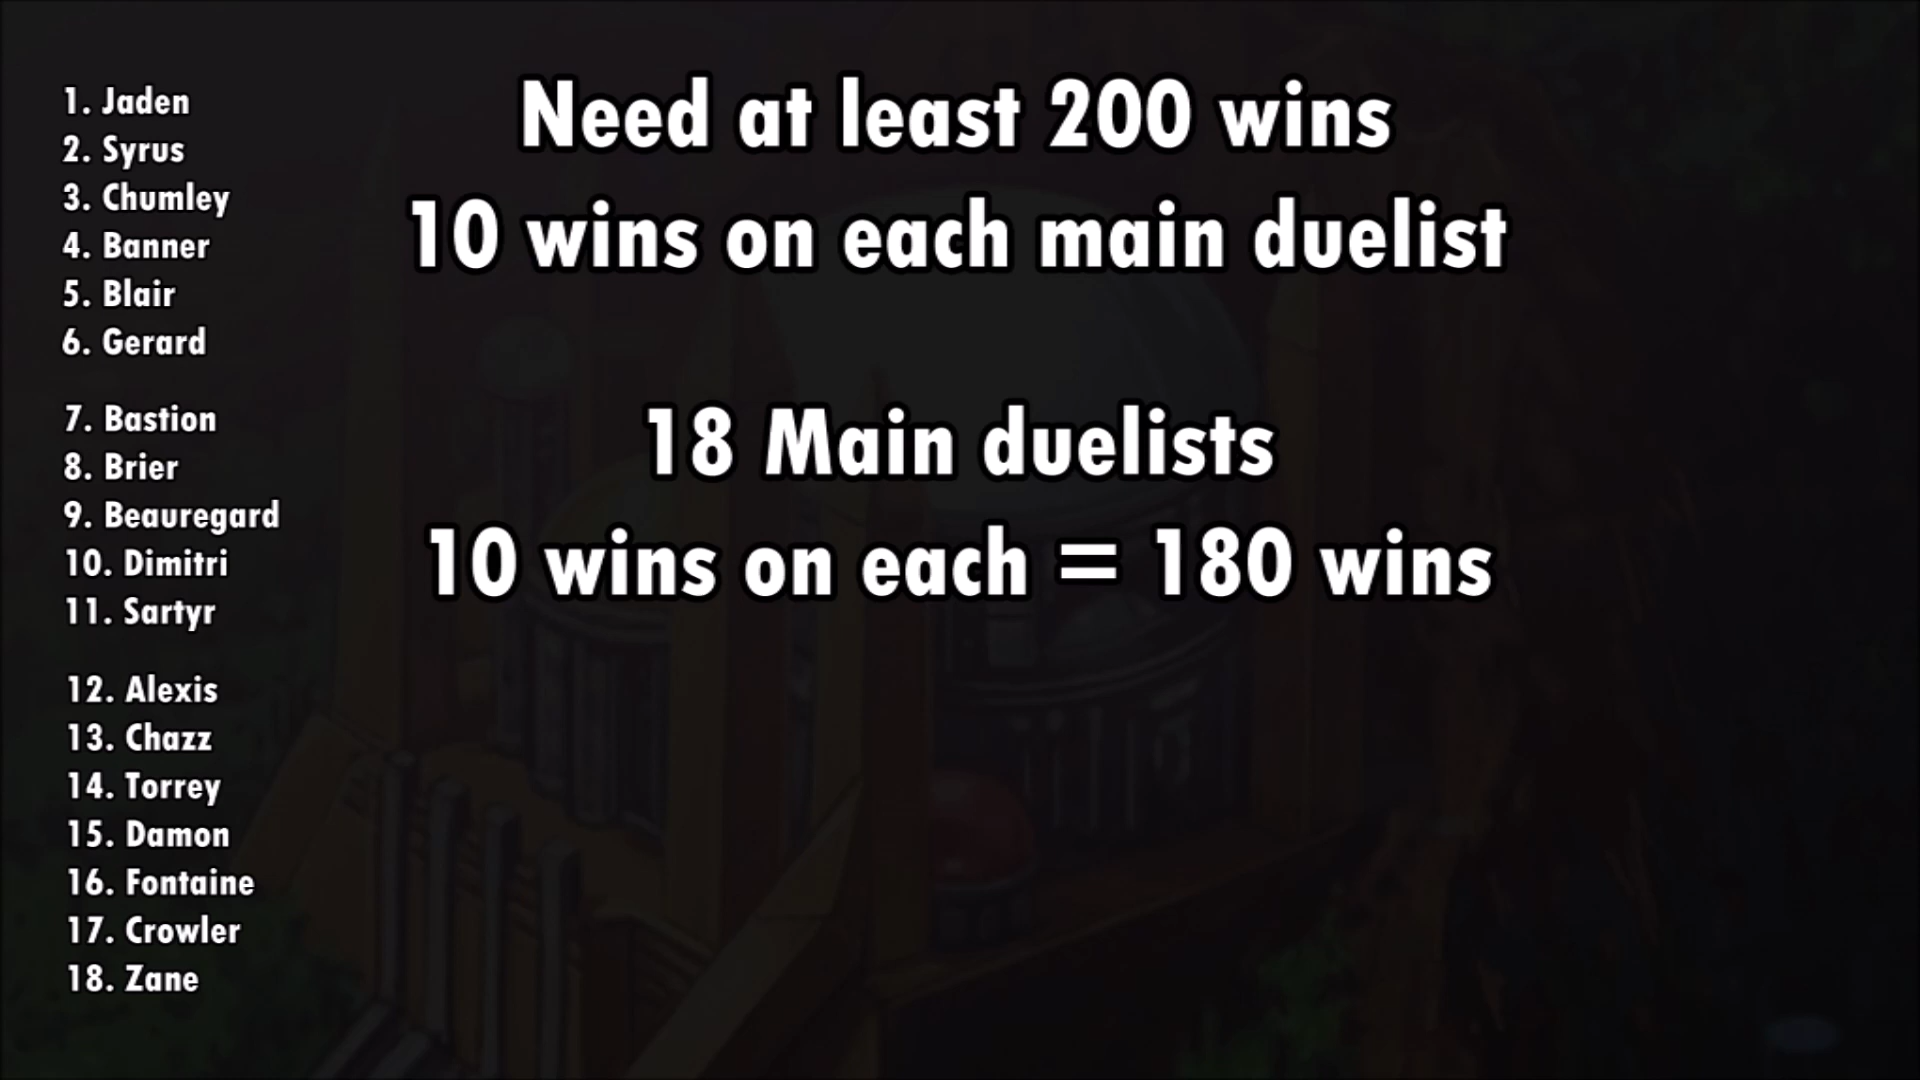 1. Jaden
2. Syrus
3. Chumley
4. Banner
5. Blair
6. Gerard
7. Bastion
8. Brier
9. Beauregard
10. Dimitri
11. Sartyr
12. Alexis
13. Chazz
14. Torrey
15. Damon
16. Fontaine
17. Crowler
18. Zane
Need at least 200 wins
10 wins on each main duelist
18 Main duelists
10 wins on each = 180 wins